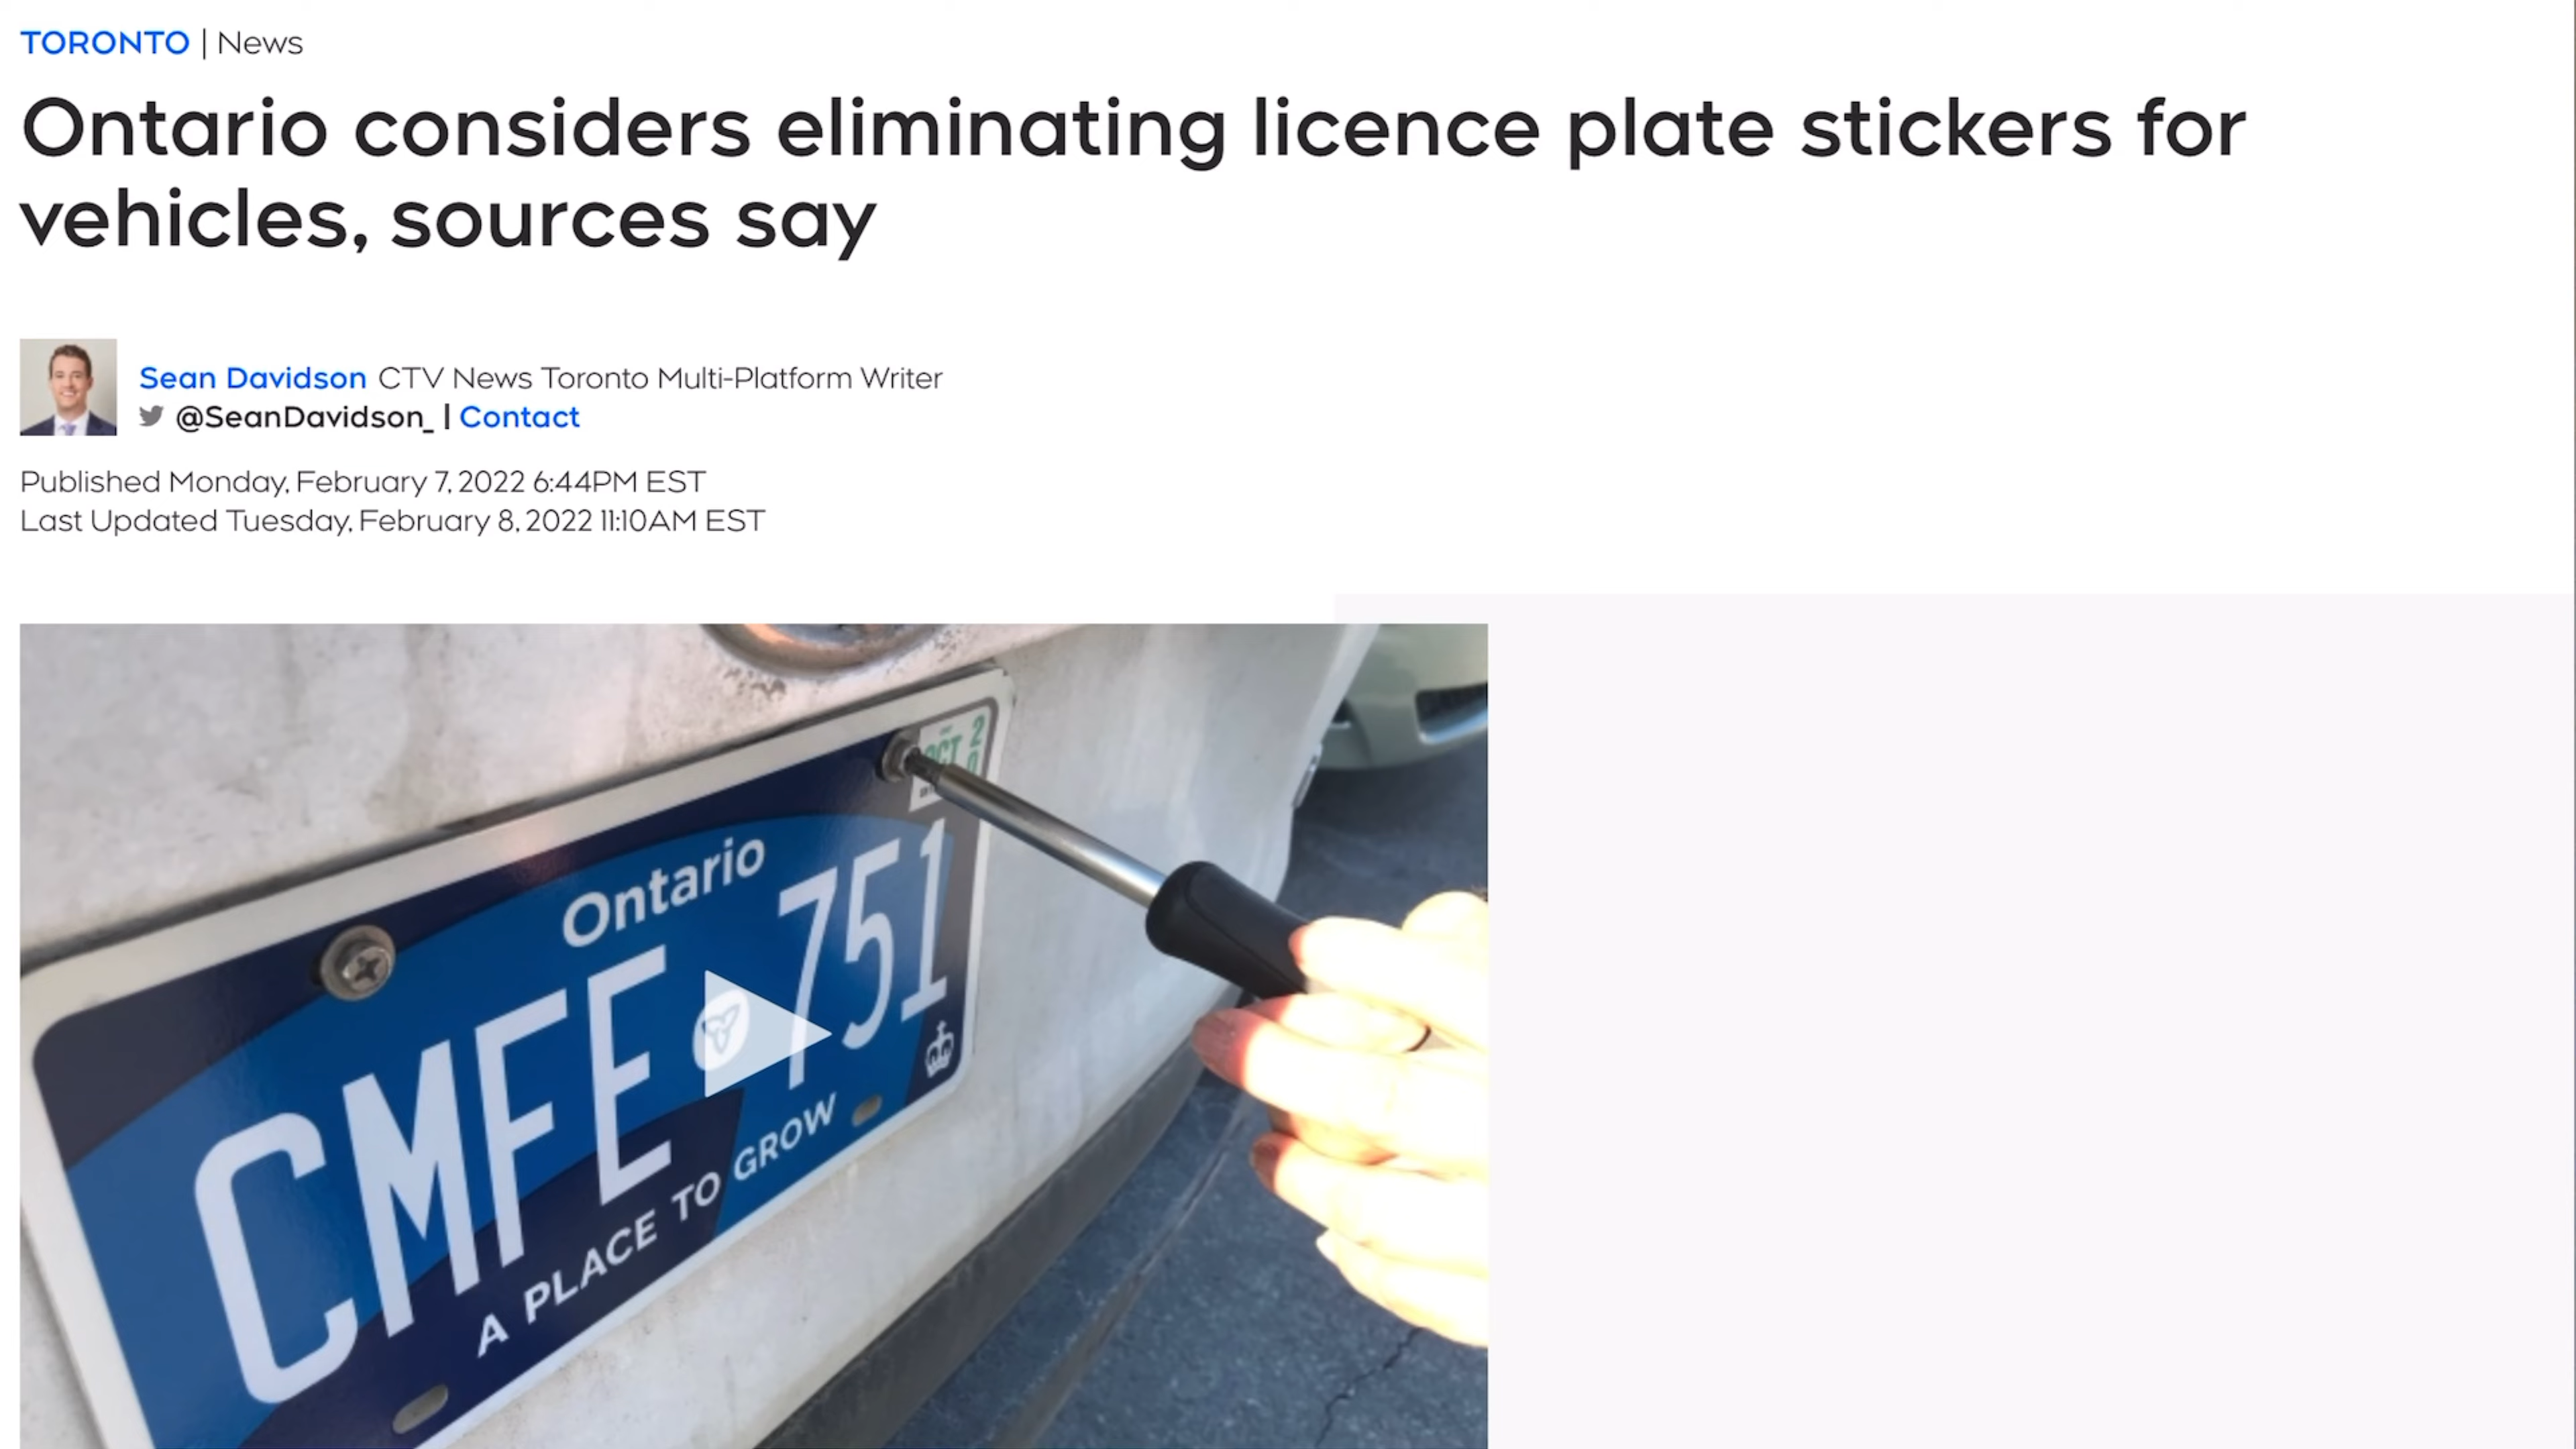 TORONTO | News
Ontario considers eliminating licence plate stickers for
vehicles, sources say
Sean Davidson CTV News Toronto Multi-Platform Writer
@SeanDavidson_ | Contact
Published Monday, February 7, 2022 6:44PM EST
Last Updated Tuesday, February 8, 2022 11:10AM EST
OCT 2
Ontario
CMFE 751
A PLACE TO GROW